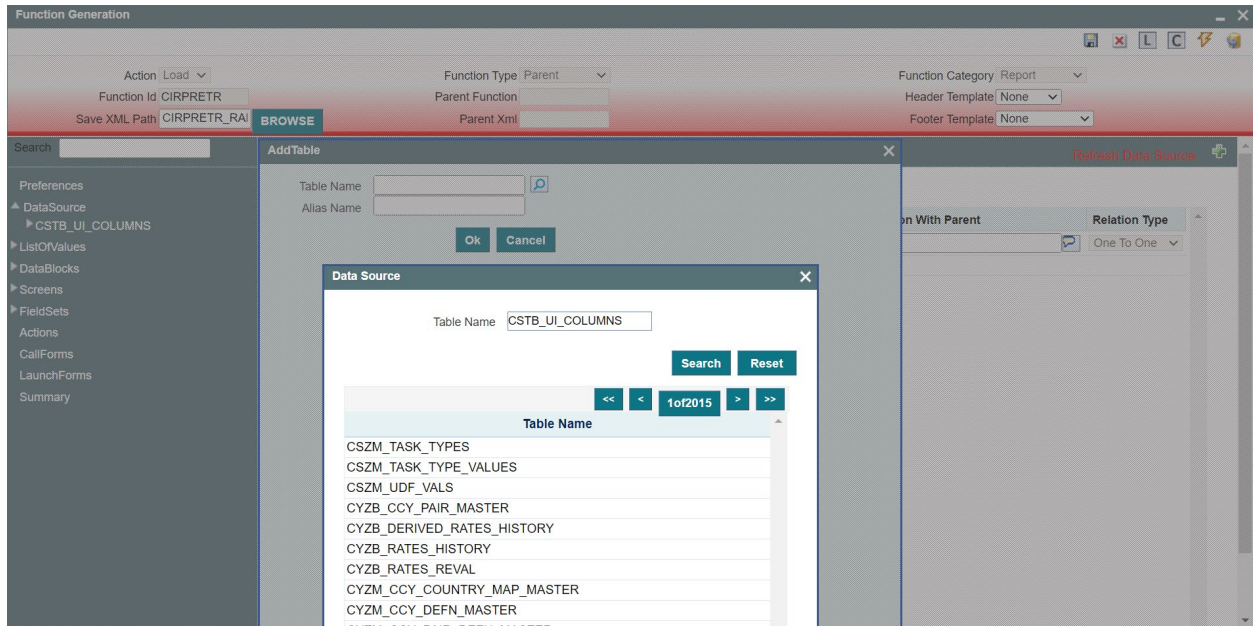 Function Generation
L C
Action Load Function Type Parent Function Category Report
Function Id CIRPRETR Parent Function Header Template None
Save XML Path CIRPRETR_RAI BROWSE Parent Xml Footer Template None
Search AddTable Refresh Data Source
Preferences Table Name
DataSource Alias Name
CSTB_UI_COLUMNS on With Parent Relation Type
Ok Cancel One To One
ListOfValues
DataBlocks
Screens
FieldSets
Actions
CallForms
LaunchForms
Summary
Data Source
Table Name CSTB_UI_COLUMNS
Search Reset
<< < 1of2015 > >>
Table Name
CSZM_TASK_TYPES
CSZM_TASK_TYPE_VALUES
CSZM_UDF_VALS
CYZB_CCY_PAIR_MASTER
CYZB_DERIVED_RATES_HISTORY
CYZB_RATES_HISTORY
CYZB_RATES_REVAL
CYZM_CCY_COUNTRY_MAP_MASTER
CYZM_CCY_DEFN_MASTER